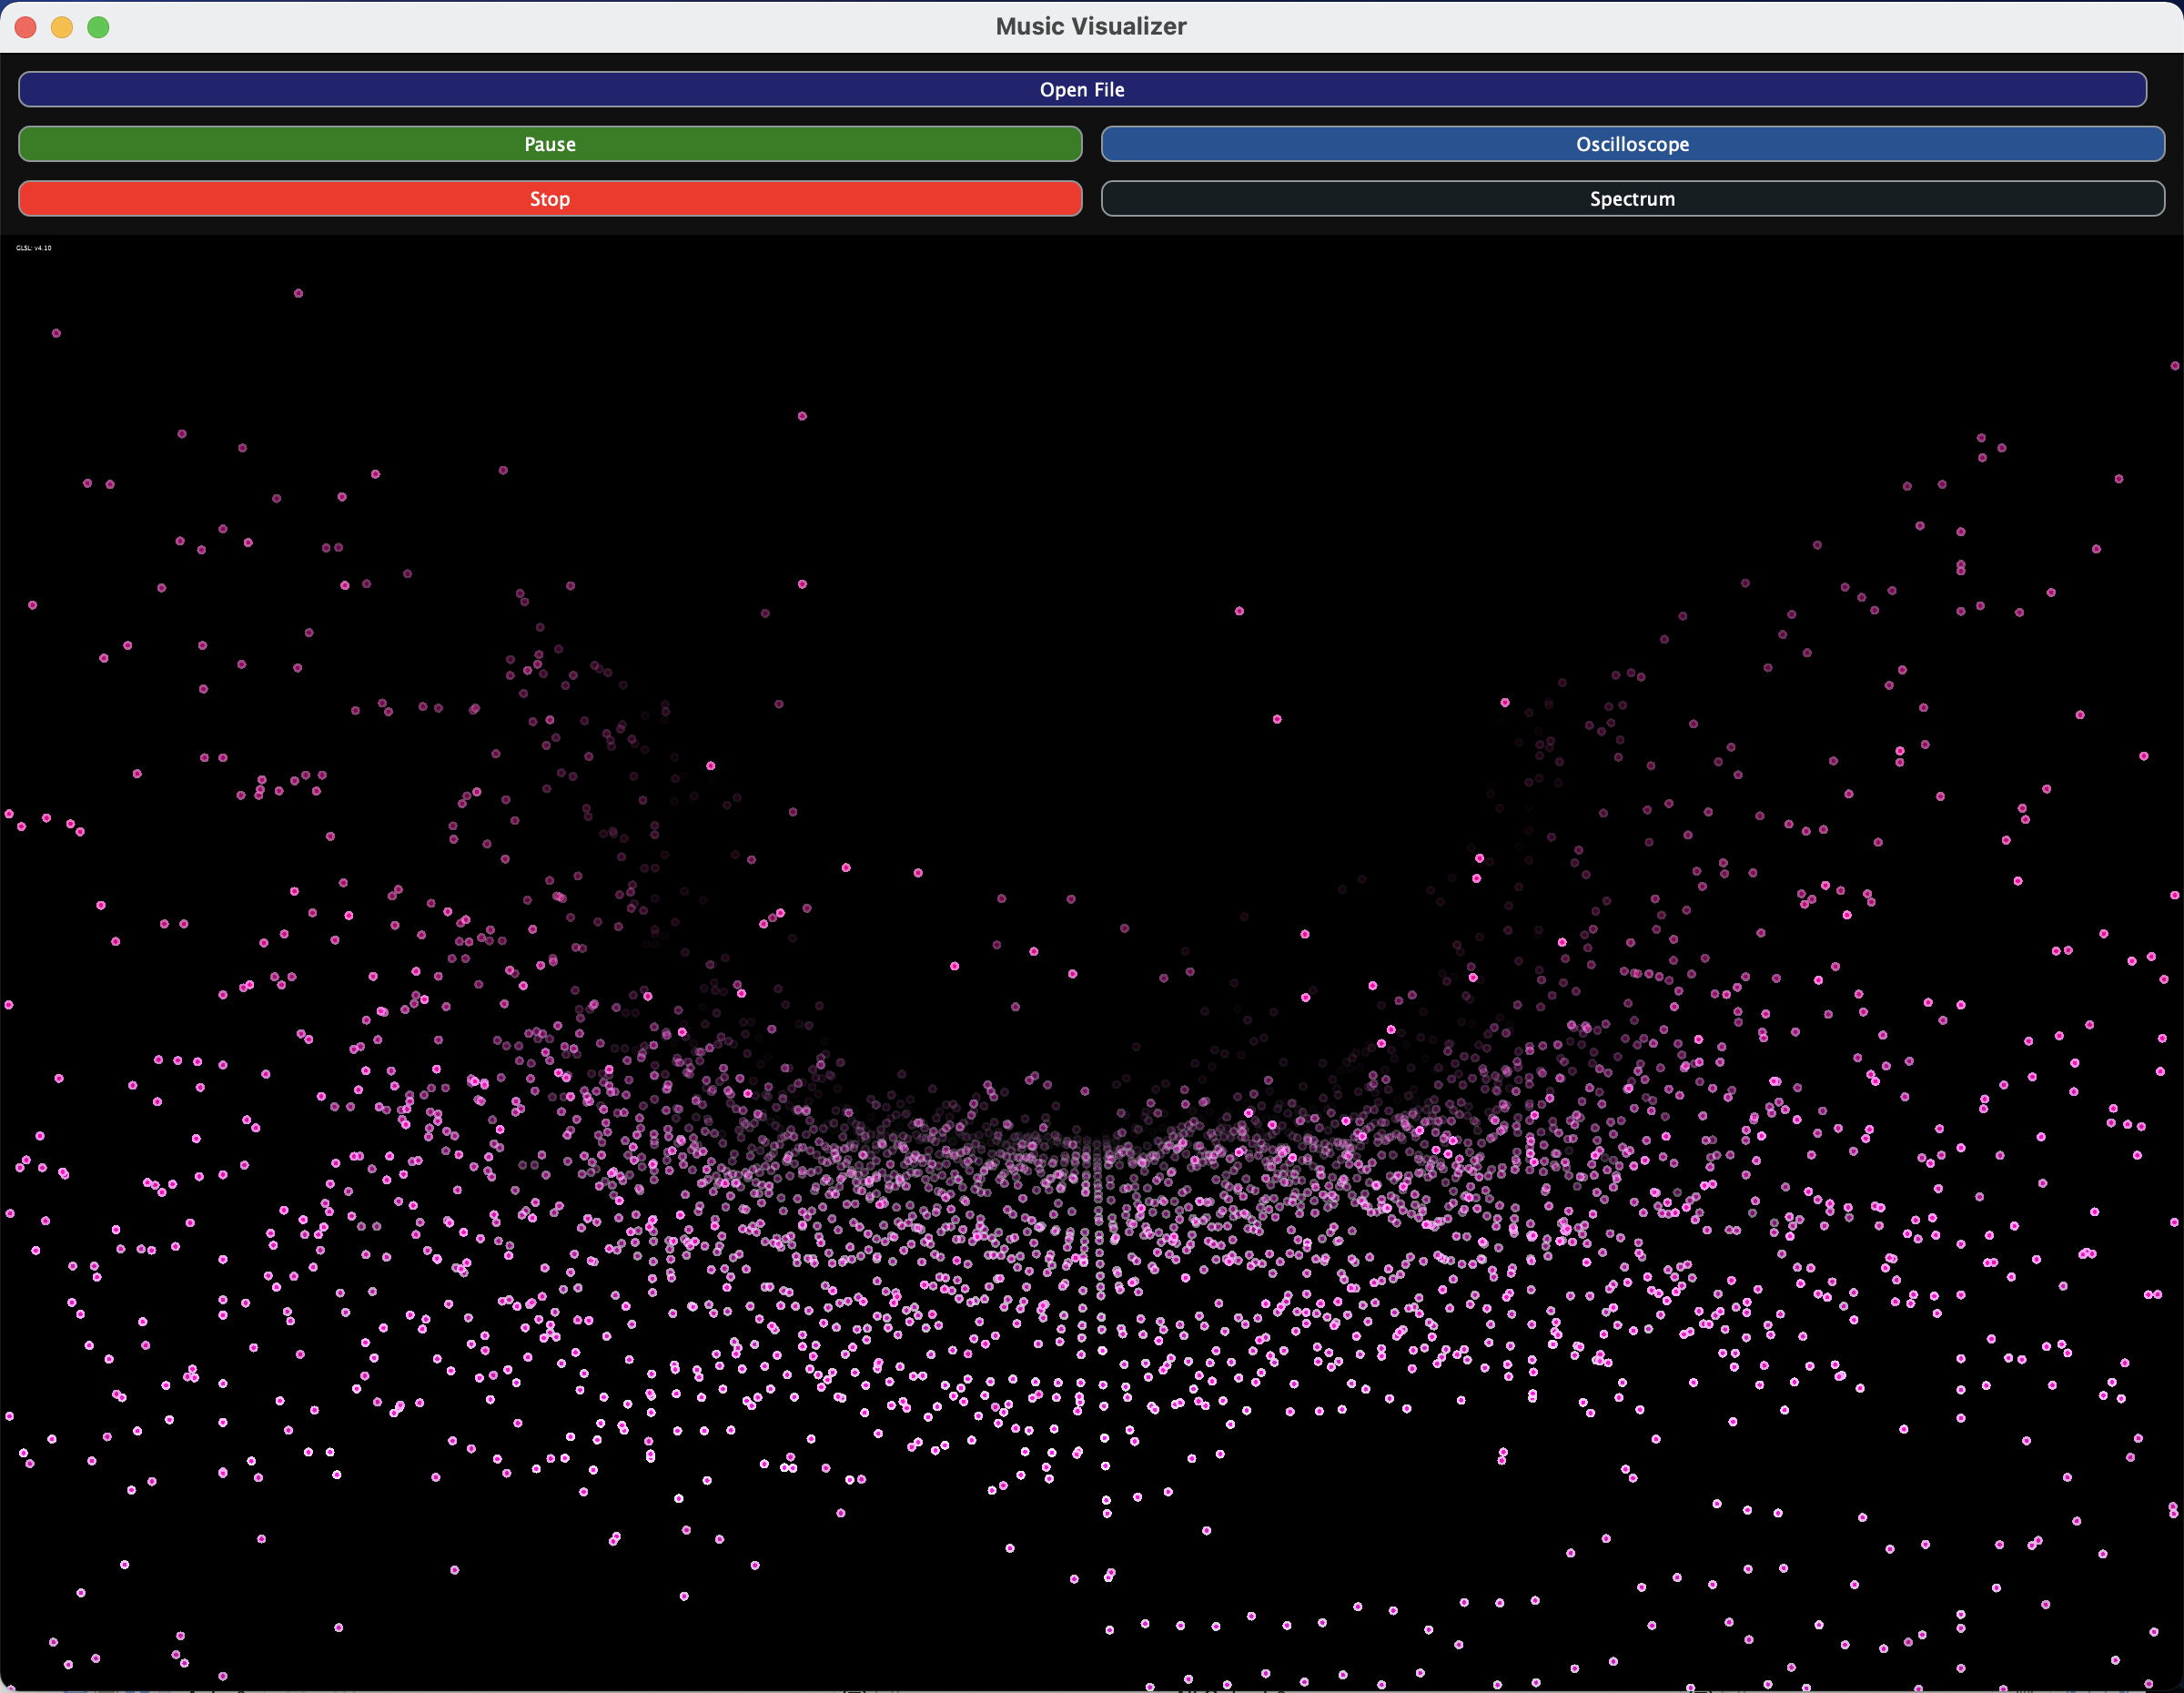 Music Visualizer
Open File
Pause
Oscilloscope
Stop
Spectrum
GLSL: v4.10